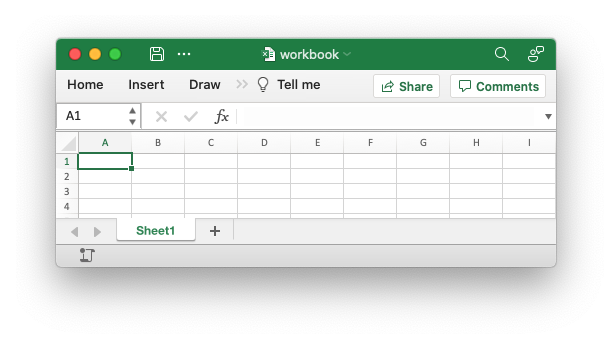 workbook
Home Insert Draw Tell me Share Comments
A1 fx
A B C D E F G H I
1
2
3
4
Sheet1 +